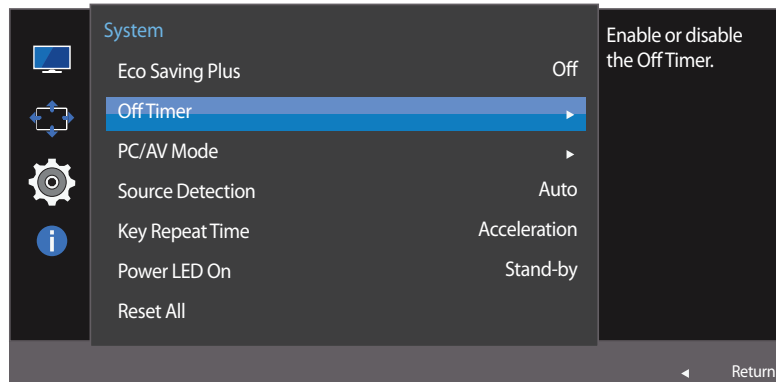 System
Eco Saving Plus Off
Off Timer
PC/AV Mode
Source Detection Auto
Key Repeat Time Acceleration
Power LED On Stand-by
Reset All
Enable or disable
the Off Timer.
Return